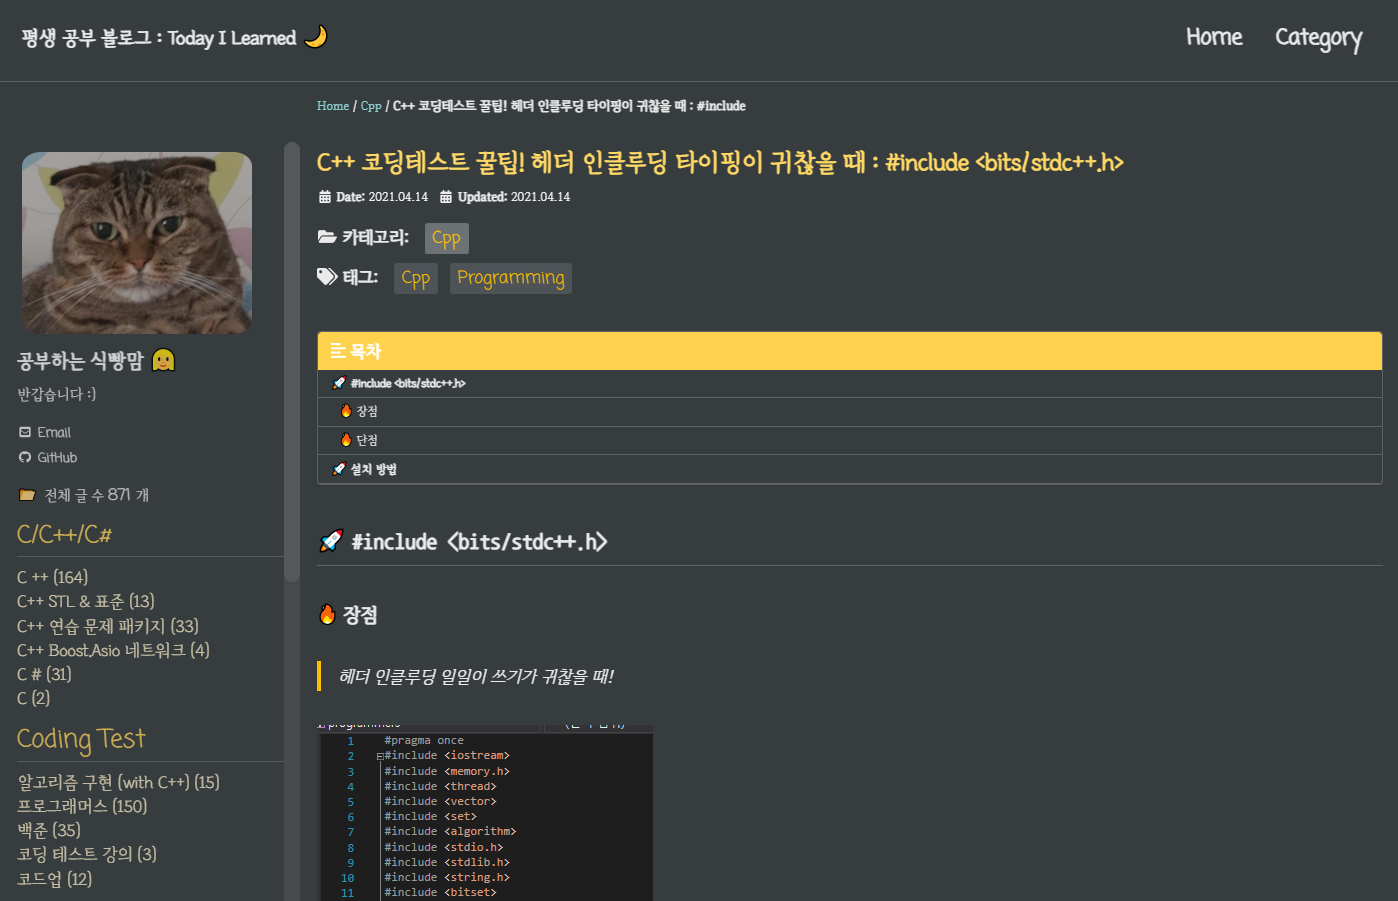 평생 공부 블로그 : Today I Learned 🌙
Home Category
Home / Cpp / C++ 코딩테스트 꿀팁! 헤더 인클루딩 타이핑이 귀찮을 때 : #include
C++ 코딩테스트 꿀팁! 헤더 인클루딩 타이핑이 귀찮을 때 : #include <bits/stdc++.h>
Date: 2021.04.14 Updated: 2021.04.14
카테고리: Cpp
태그: Cpp Programming
공부하는 식빵맘
반갑습니다 :)
Email
GitHub
전체 글 수 871 개
C/C++/C#
C ++ (164)
C++ STL & 표준 (13)
C++ 연습 문제 패키지 (33)
C++ Boost.Asio 네트워크 (4)
C # (31)
C (2)
Coding Test
알고리즘 구현 (with C++) (15)
프로그래머스 (150)
백준 (35)
코딩 테스트 강의 (3)
코드업 (12)
목차
🚀 #include <bits/stdc++.h>
🔥 장점
🔥 단점
🚀 설치 방법
🚀 #include <bits/stdc++.h>
🔥 장점
헤더 인클루딩 일일이 쓰기가 귀찮을 때!
1 #pragma once
2 #include <iostream>
3 #include <memory.h>
4 #include <thread>
5 #include <vector>
6 #include <set>
7 #include <algorithm>
8 #include <stdio.h>
9 #include <stdlib.h>
10 #include <string.h>
11 #include <bitset>